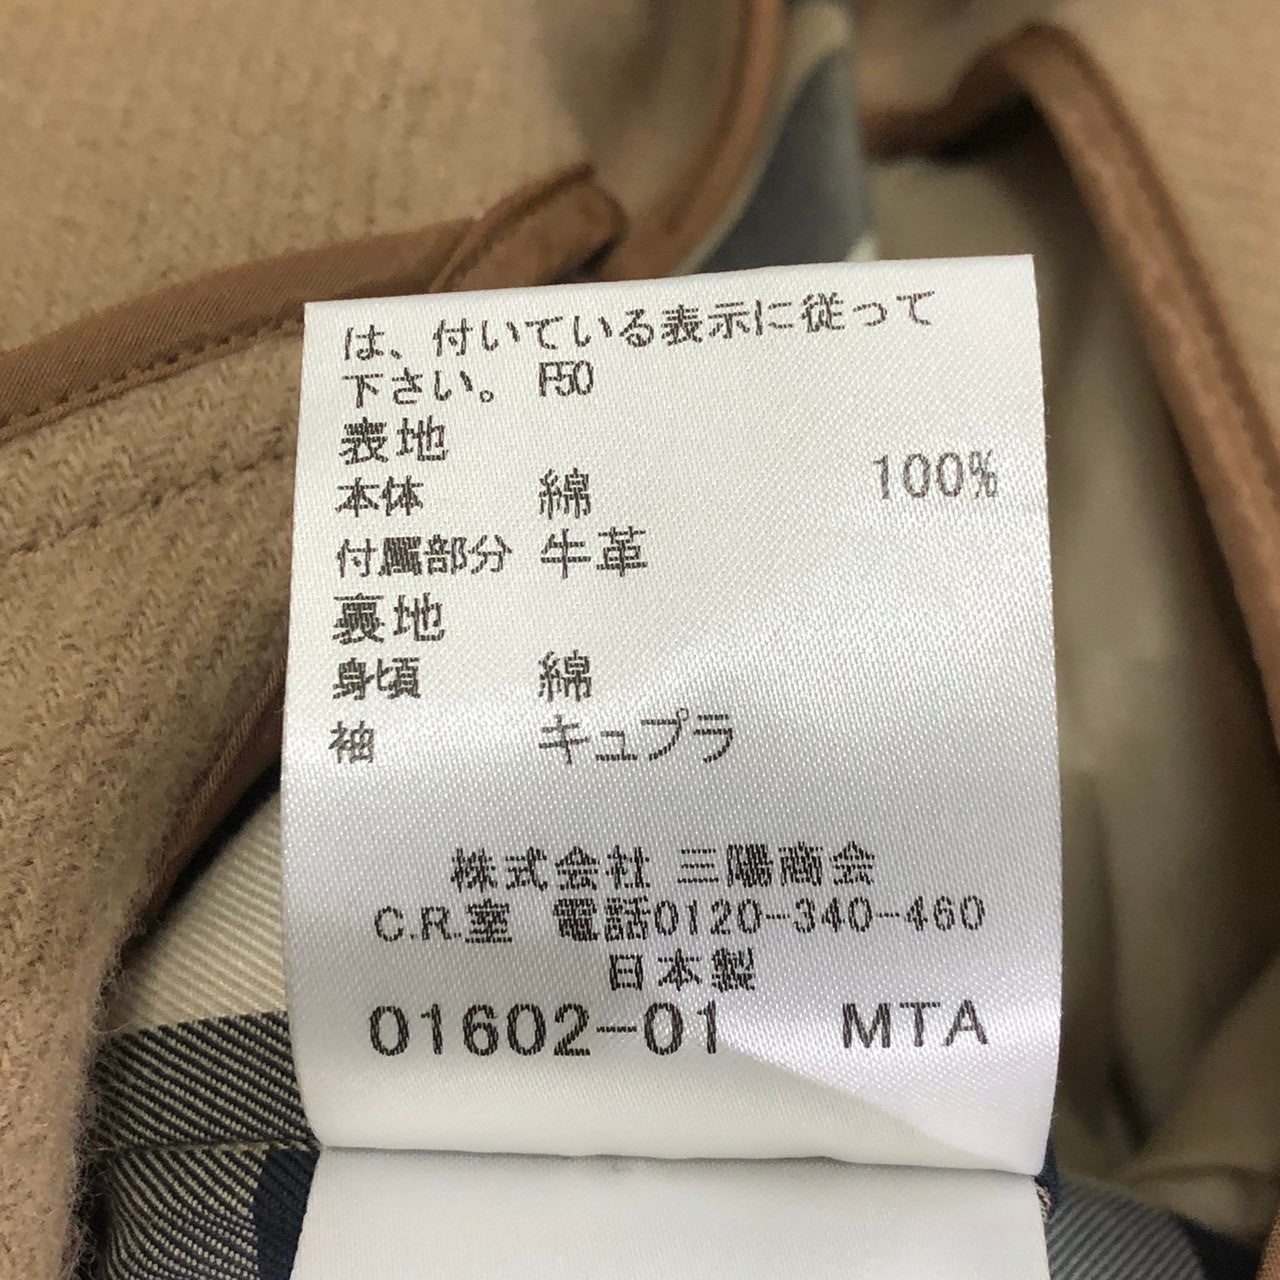 は、付いている表示に従って
下さい。 P50
表地
本体 綿 100%
付属部分 牛革
裏地
身頃 綿
袖 キュプラ
株式会社 三陽商会
C.R.室 電話0120-340-460
日本製
01602-01 MTA